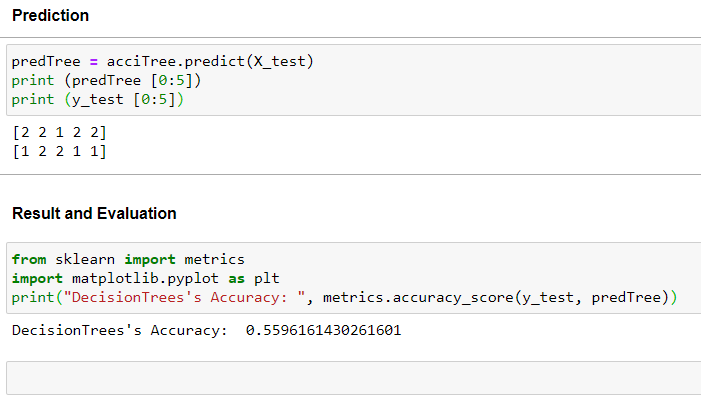 Prediction
predTree = acciTree.predict(X_test)
print (predTree [0:5])
print (y_test [0:5])
[2 2 1 2 2]
[1 2 2 1 1]
Result and Evaluation
from sklearn import metrics
import matplotlib.pyplot as plt
print("DecisionTrees's Accuracy: ", metrics.accuracy_score(y_test, predTree))
DecisionTrees's Accuracy:  0.5596161430261601